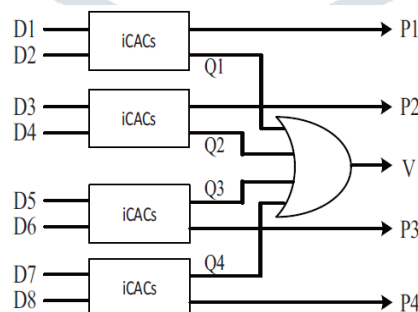 D1 iCACs P1
D2 Q1
D3 iCACs P2
D4 Q2
V
D5 iCACs Q3
D6 P3
D7 iCACs Q4
D8 P4